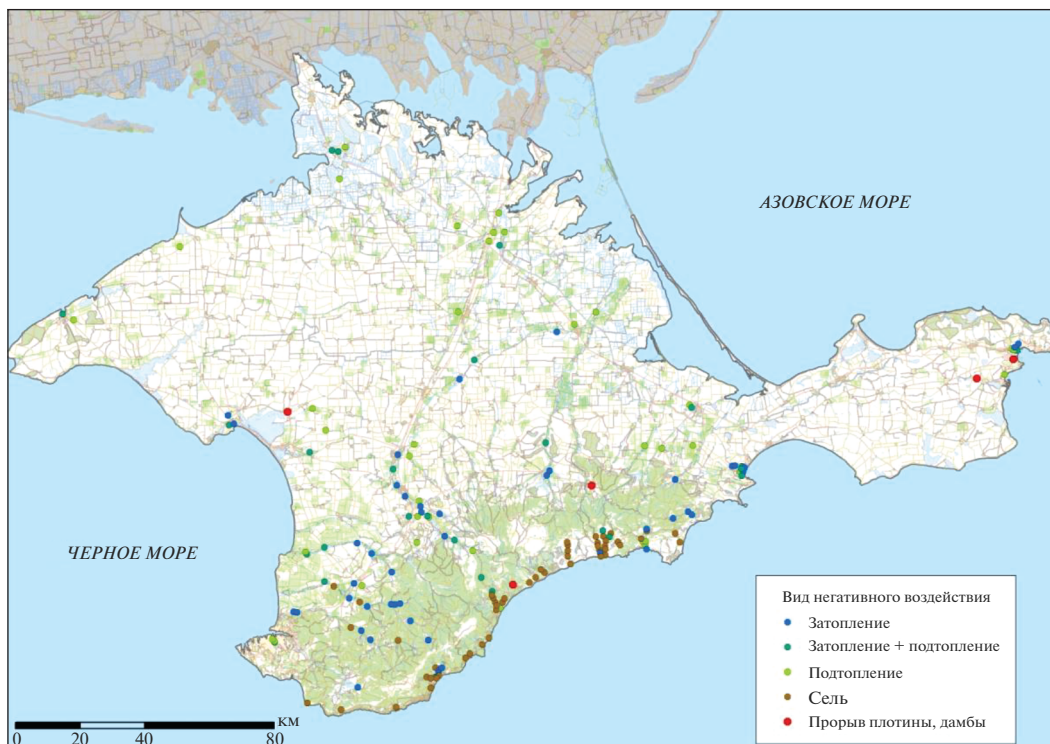 АЗОВСКОЕ МОРЕ
ЧЕРНОЕ МОРЕ
Вид негативного воздействия
Затопление
Затопление + подтопление
Подтопление
Сель
Прорыв плотины, дамбы
КМ
0 20 40 80